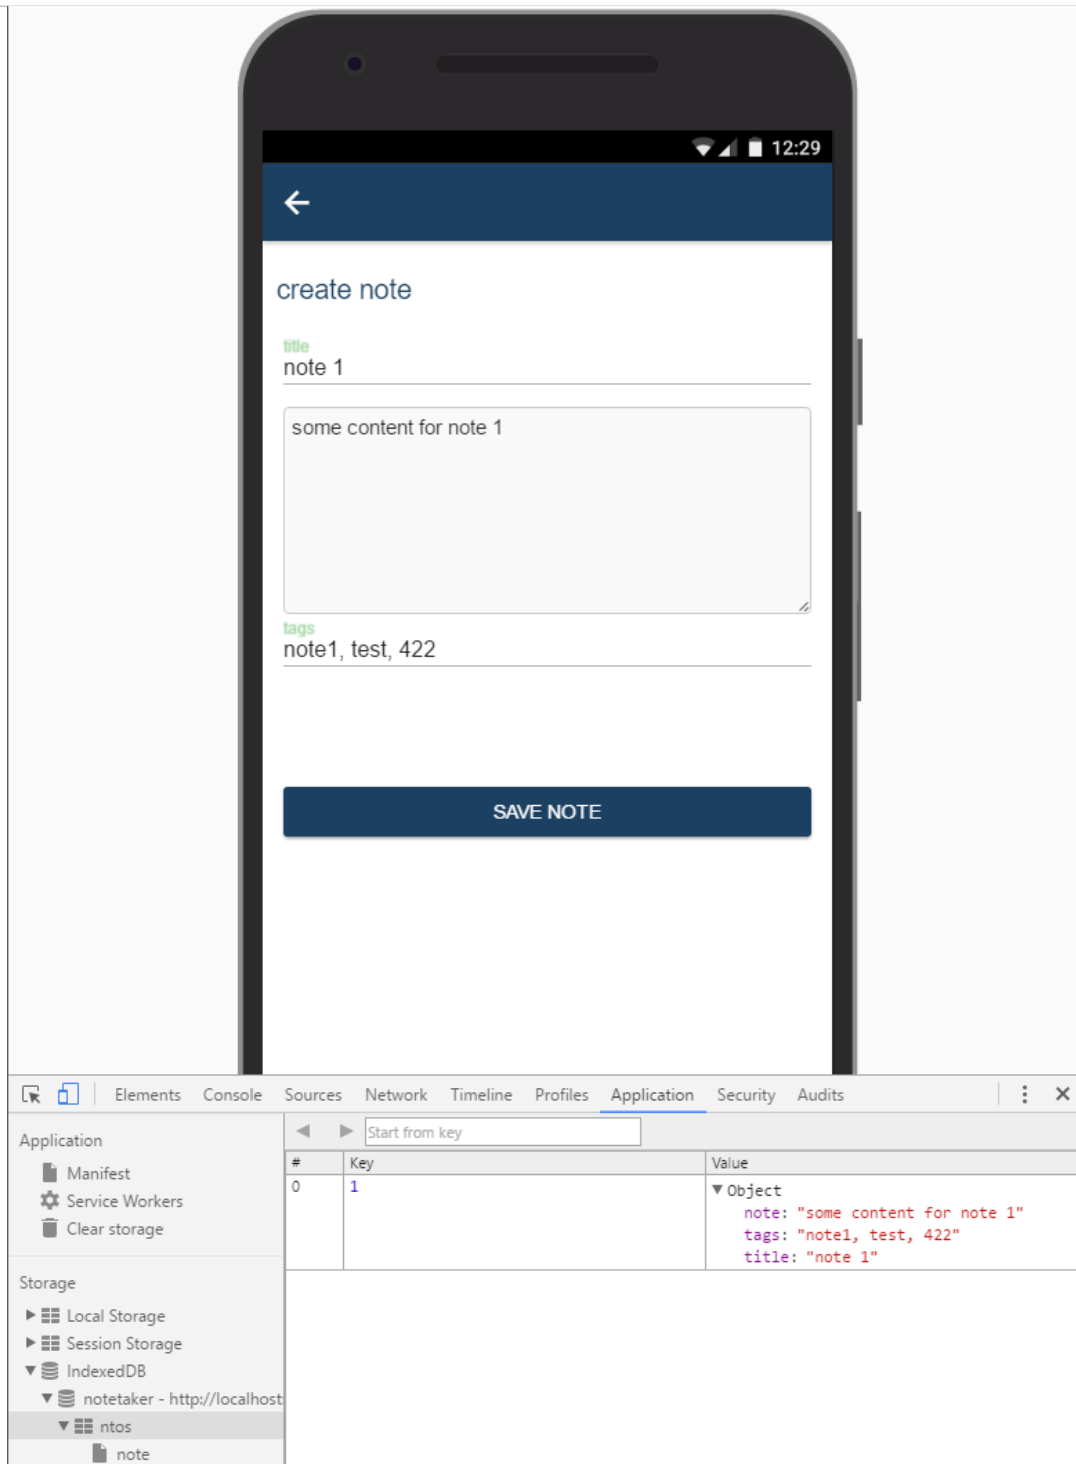 12:29
create note
title
note 1
some content for note 1
tags
note1, test, 422
SAVE NOTE
Elements Console Sources Network Timeline Profiles Application Security Audits
Application
Manifest
Service Workers
Clear storage
Storage
Local Storage
Session Storage
IndexedDB
notetaker - http://localhost:
ntos
note
Start from key
# Key Value
0 1 Object
note: "some content for note 1"
tags: "note1, test, 422"
title: "note 1"